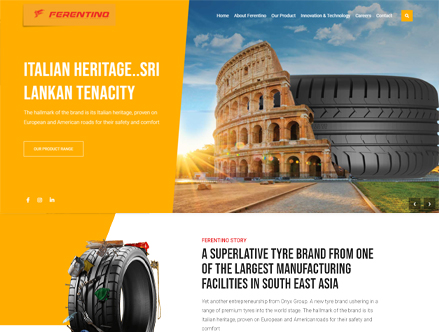 FERENTINO
Home About Ferentino Our Product Innovation & Technology Careers Contact
ITALIAN HERITAGE..SRI
LANKAN TENACITY
The hallmark of the brand is its Italian heritage, proven on
European and American roads for their safety and comfort
OUR PRODUCT RANGE
FERENTINO STORY
A SUPERLATIVE TYRE BRAND FROM ONE
OF THE LARGEST MANUFACTURING
FACILITIES IN SOUTH EAST ASIA
Yet another entrepreneurship from Onyx Group. A new tyre brand ushering in a
range of premium tyres into the world stage. The hallmark of the brand is its
Italian heritage, proven on European and American roads for their safety and
comfort